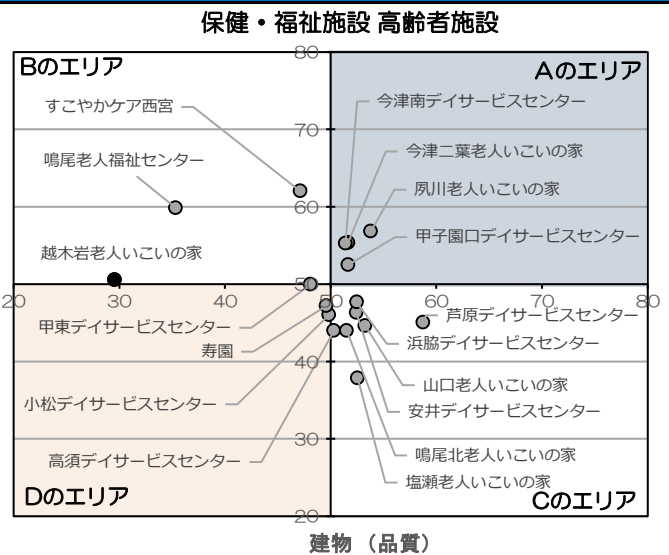 保健・福祉施設 高齢者施設
80
Bのエリア
Aのエリア
すこやかケア西宮
今津南デイサービスセンター
70
鳴尾老人福祉センター
今津二葉老人いこいの家
夙川老人いこいの家
60
甲子園口デイサービスセンター
越木岩老人いこいの家
50
20
30
40
50
60
70
80
甲東デイサービスセンター
芦原デイサービスセンター
寿園
浜脇デイサービスセンター
40
山口老人いこいの家
小松デイサービスセンター
安井デイサービスセンター
30
高須デイサービスセンター
鳴尾北老人いこいの家
塩瀬老人いこいの家
Dのエリア
Cのエリア
20
建物 （品質）